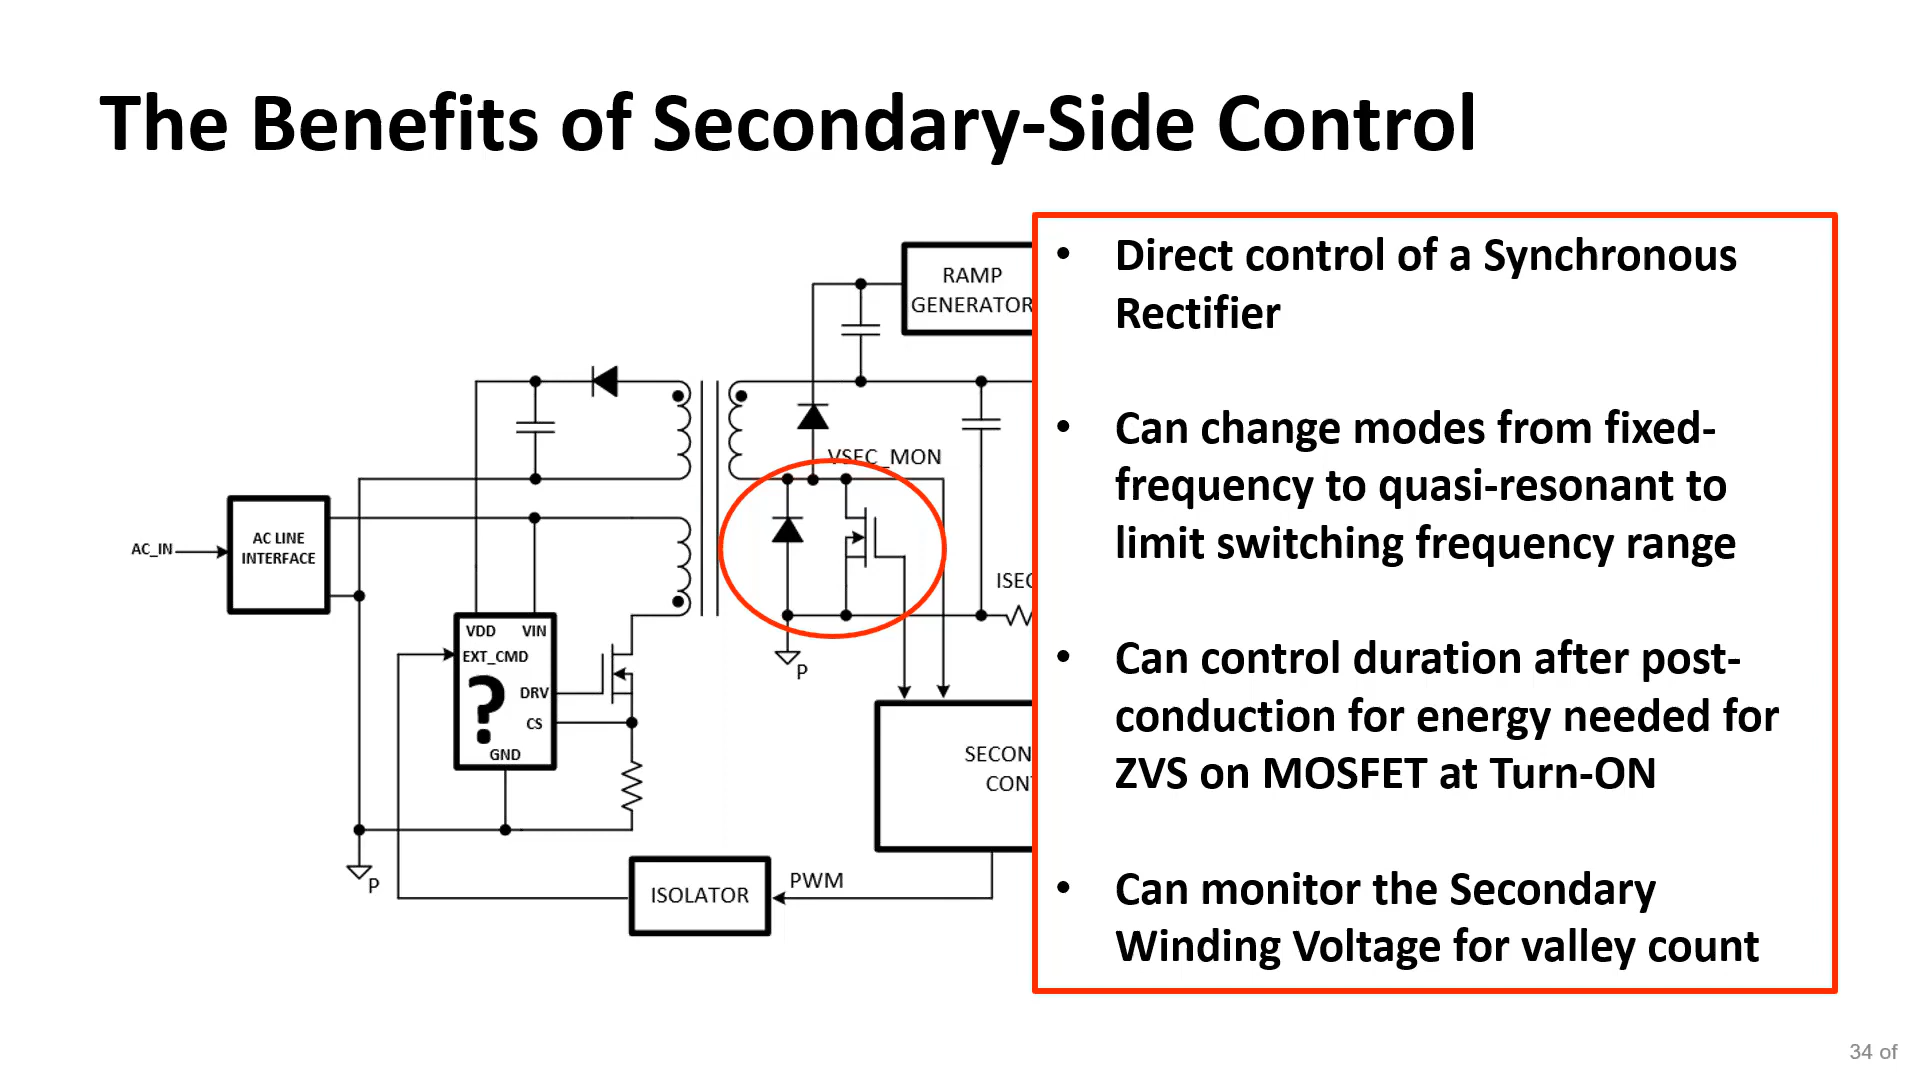 The Benefits of Secondary-Side Control
RAMP
GENERATOR
VSEC_MON
AC_IN
AC LINE
INTERFACE
VDD
VIN
EXT_CMD
?
DRV
CS
GND
P
P
ISEC
SECON
CON
ISOLATOR
PWM
• Direct control of a Synchronous
Rectifier
• Can change modes from fixed-
frequency to quasi-resonant to
limit switching frequency range
• Can control duration after post-
conduction for energy needed for
ZVS on MOSFET at Turn-ON
• Can monitor the Secondary
Winding Voltage for valley count
34 of